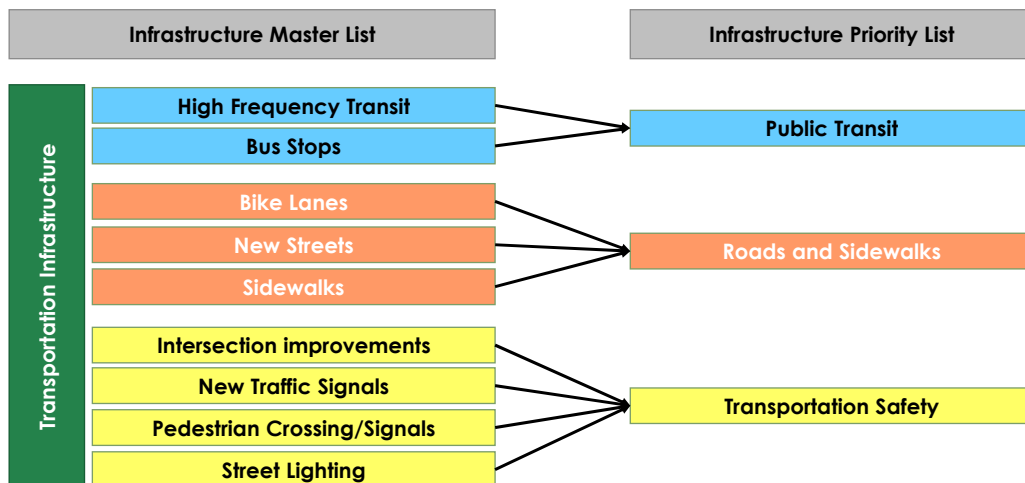 Infrastructure Master List
Infrastructure Priority List
Transportation Infrastructure
High Frequency Transit
Bus Stops
Public Transit
Bike Lanes
New Streets
Sidewalks
Roads and Sidewalks
Intersection improvements
New Traffic Signals
Pedestrian Crossing/Signals
Street Lighting
Transportation Safety